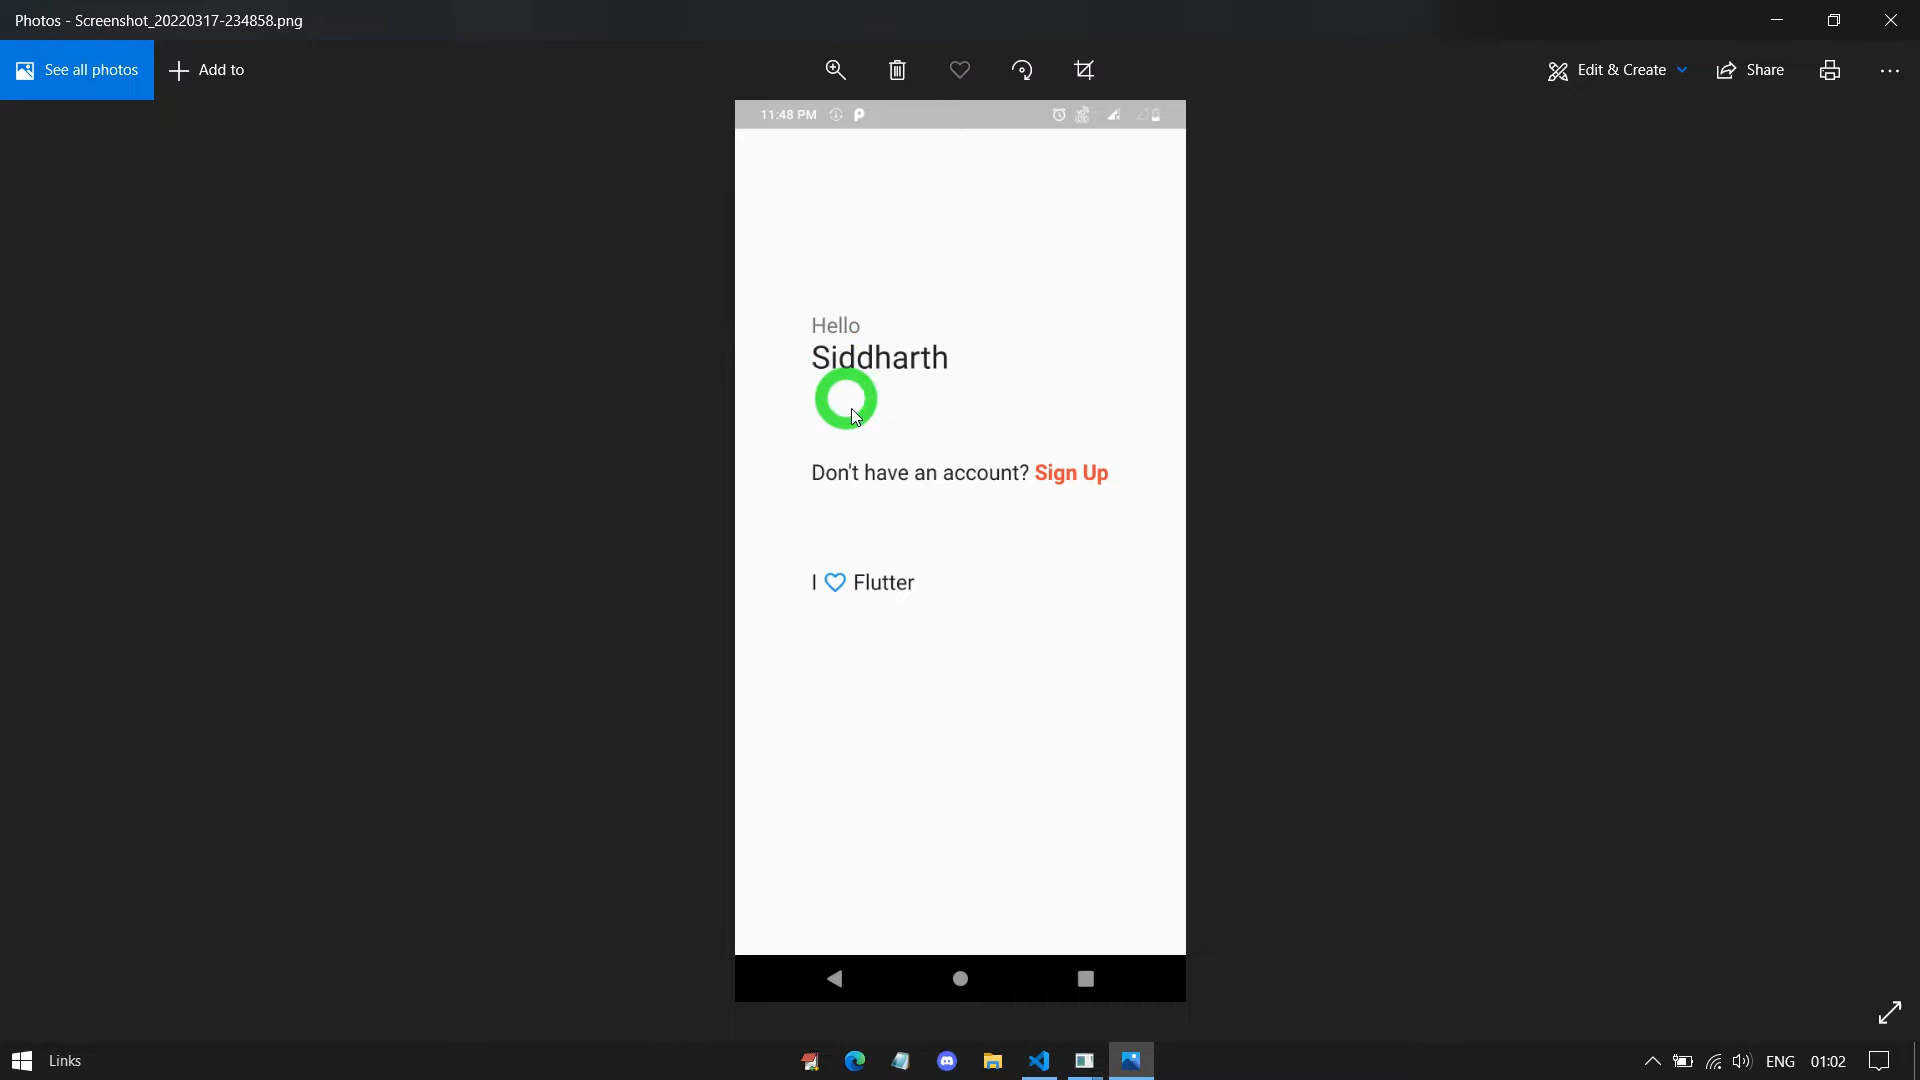 Photos - Screenshot_20220317-234858.png
See all photos
Add to
Edit & Create
Share
11:48 PM
Hello
Siddharth
Don't have an account? Sign Up
I ♡ Flutter
Links
ENG
01:02